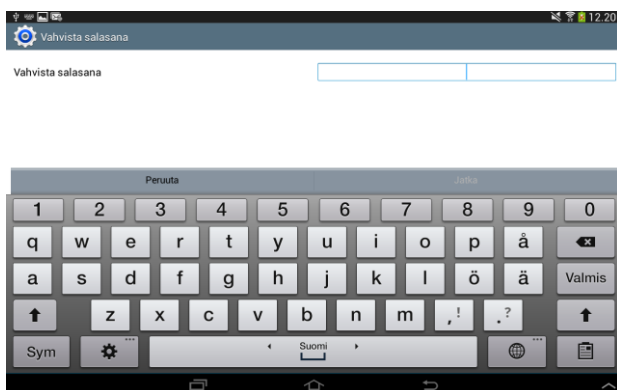 12.20
Vahvista salasana
Vahvista salasana
Peruuta Jatka
1 2 3 4 5 6 7 8 9 0
q w e r t y u i o p å
a s d f g h j k l ö ä Valmis
z x c v b n m , ! . ?
Sym Suomi